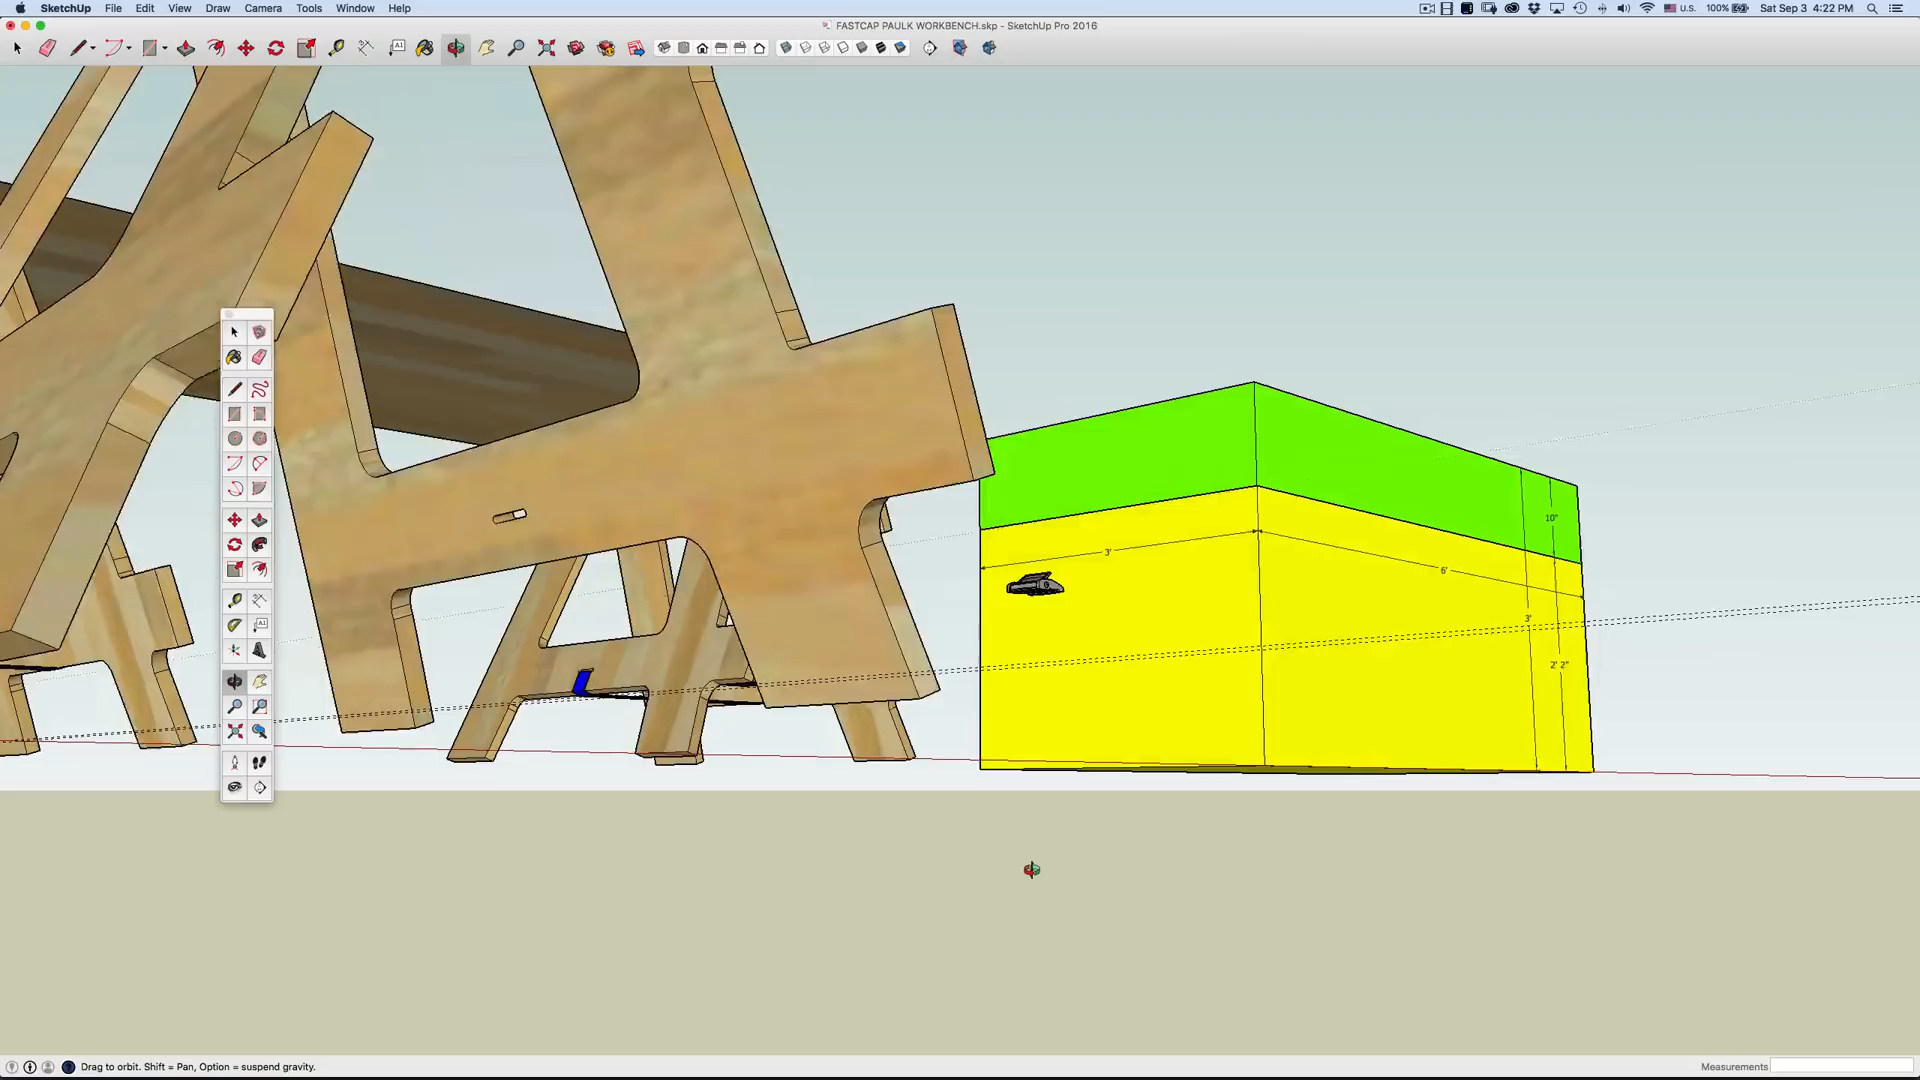 SketchUp File Edit View Draw Camera Tools Window Help
U.S. 100% Sat Sep 3 4:22 PM
FASTCAP PAULK WORKBENCH.skp - SketchUp Pro 2016
A1
10"
3'
6'
3'
2' 2"
A1
Drag to orbit. Shift = Pan, Option = suspend gravity.
Measurements